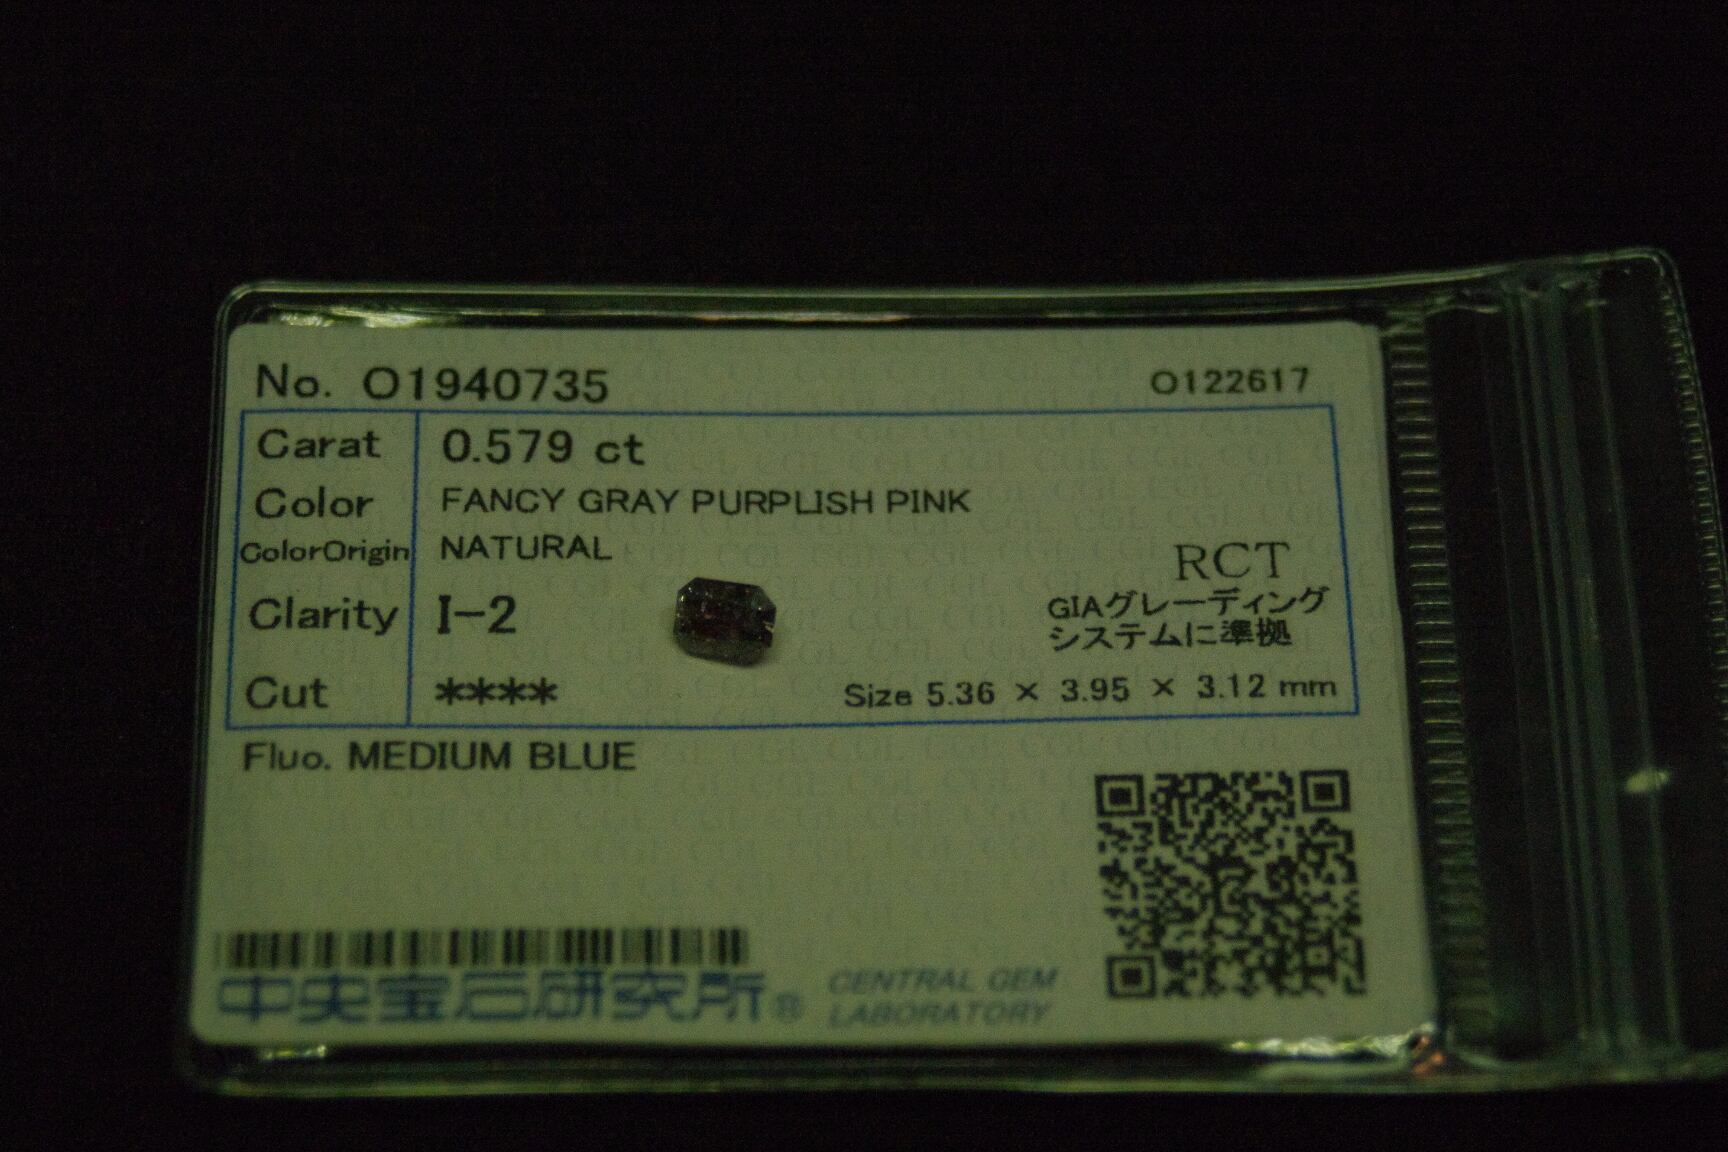 No. O1940735 O122617
Carat 0.579 ct
Color FANCY GRAY PURPLISH PINK
ColorOrigin NATURAL
RCT
Clarity I-2
GIAグレーディング
システムに準拠
Cut ****
Size 5.36 × 3.95 × 3.12 mm
Fluo. MEDIUM BLUE
中央宝石研究所®
CENTRAL GEM
LABORATORY